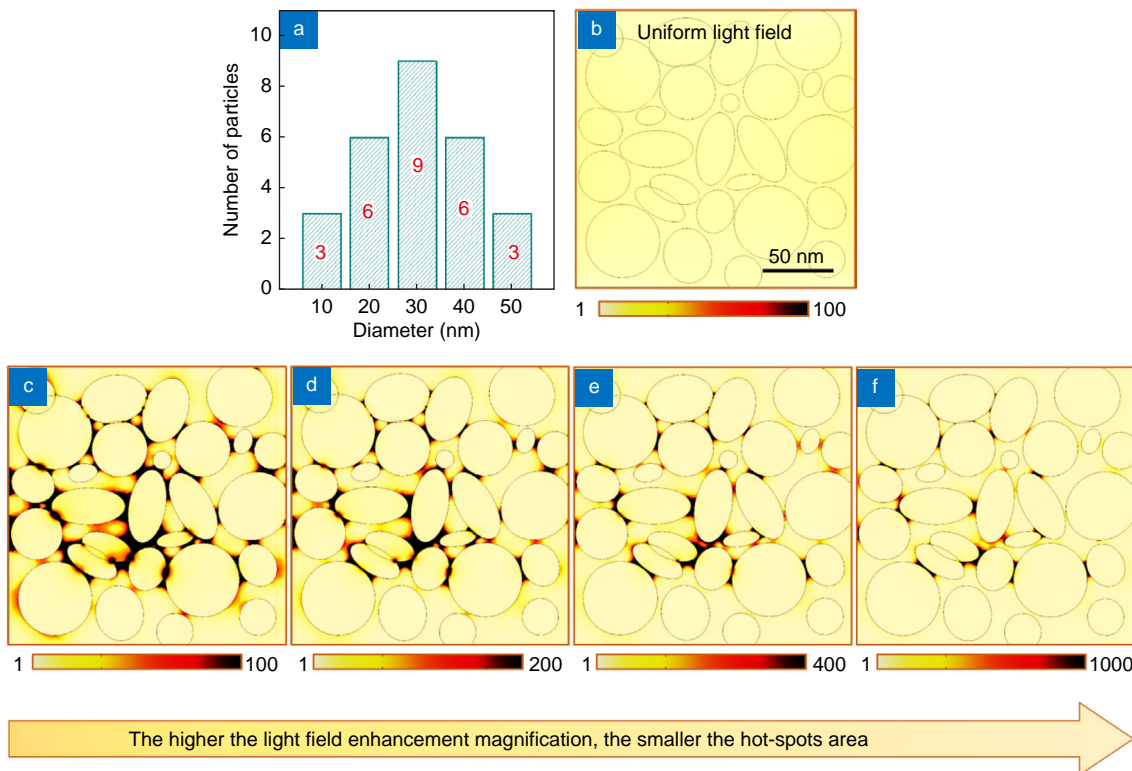 a
10
8
6
4
2
0
Number of particles
3
6
9
6
3
10 20 30 40 50
Diameter (nm)
b
Uniform light field
50 nm
1 100
c
1 100
d
1 200
e
1 400
f
1 1000
The higher the light field enhancement magnification, the smaller the hot-spots area